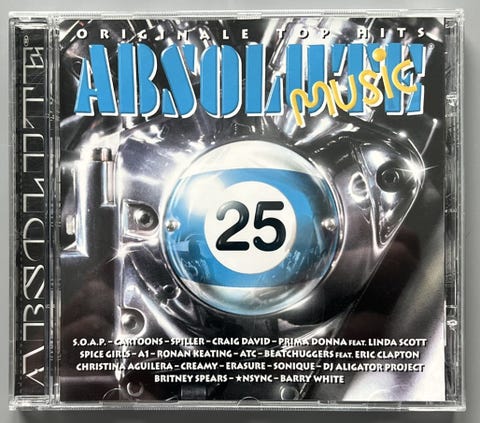 ORIGINALE TOP HITS
ABSOLUTE
music
25
S.O.A.P. – CARTOONS – SPILLER – CRAIG DAVID – PRIMA DONNA FEAT. LINDA SCOTT
SPICE GIRLS – A1 – RONAN KEATING – ATC – BEATCHUGGERS FEAT. ERIC CLAPTON
CHRISTINA AGUILERA – CREAMY – ERASURE – SONIQUE – DJ ALIGATOR PROJECT
BRITNEY SPEARS – ★NSYNC – BARRY WHITE
ABSOLUTE®